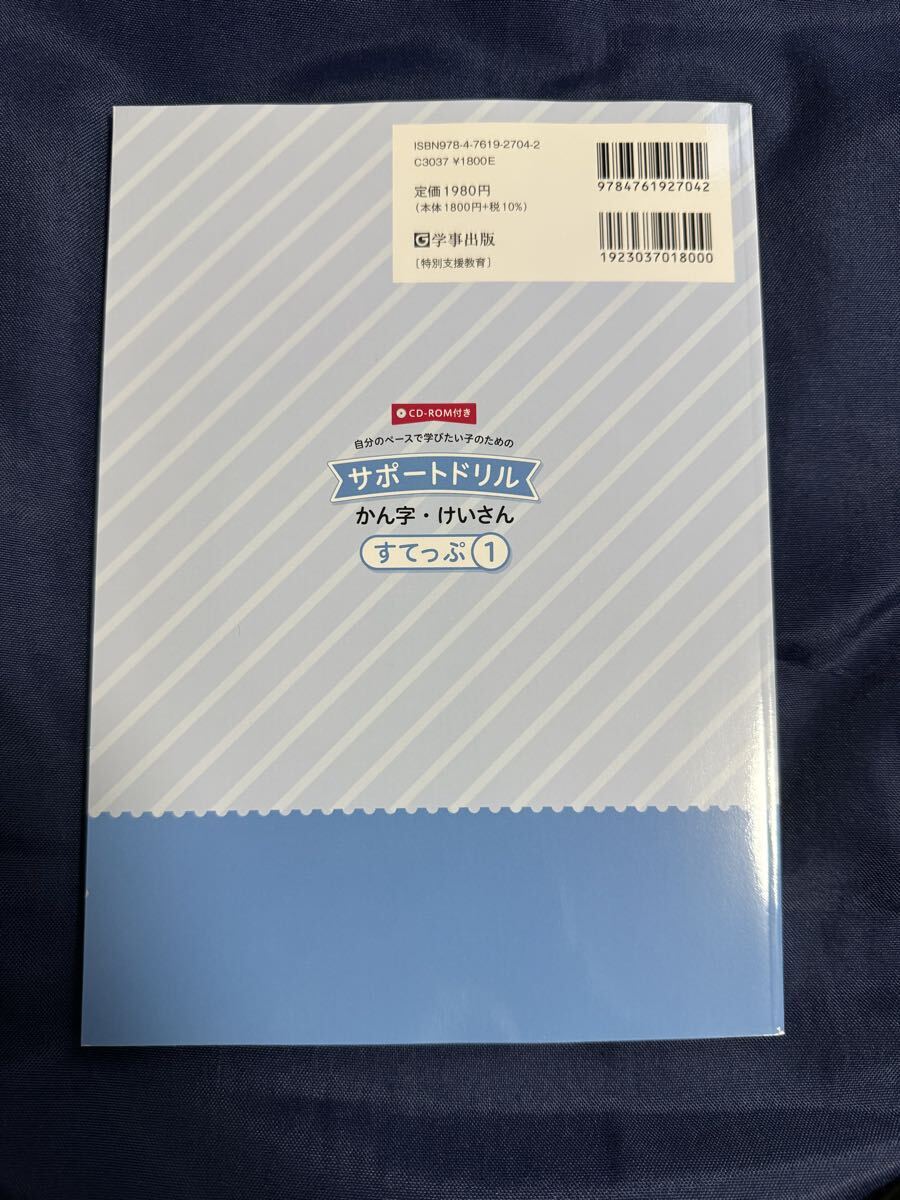 ISBN978-4-7619-2704-2
C3037 ¥1800E
定価1980円
(本体1800円+税10%)
学事出版
[特別支援教育]
9784761927042
1923037018000
CD-ROM付き
自分のペースで学びたい子のための
サポートドリル
かん字・けいさん
すてっぷ 1